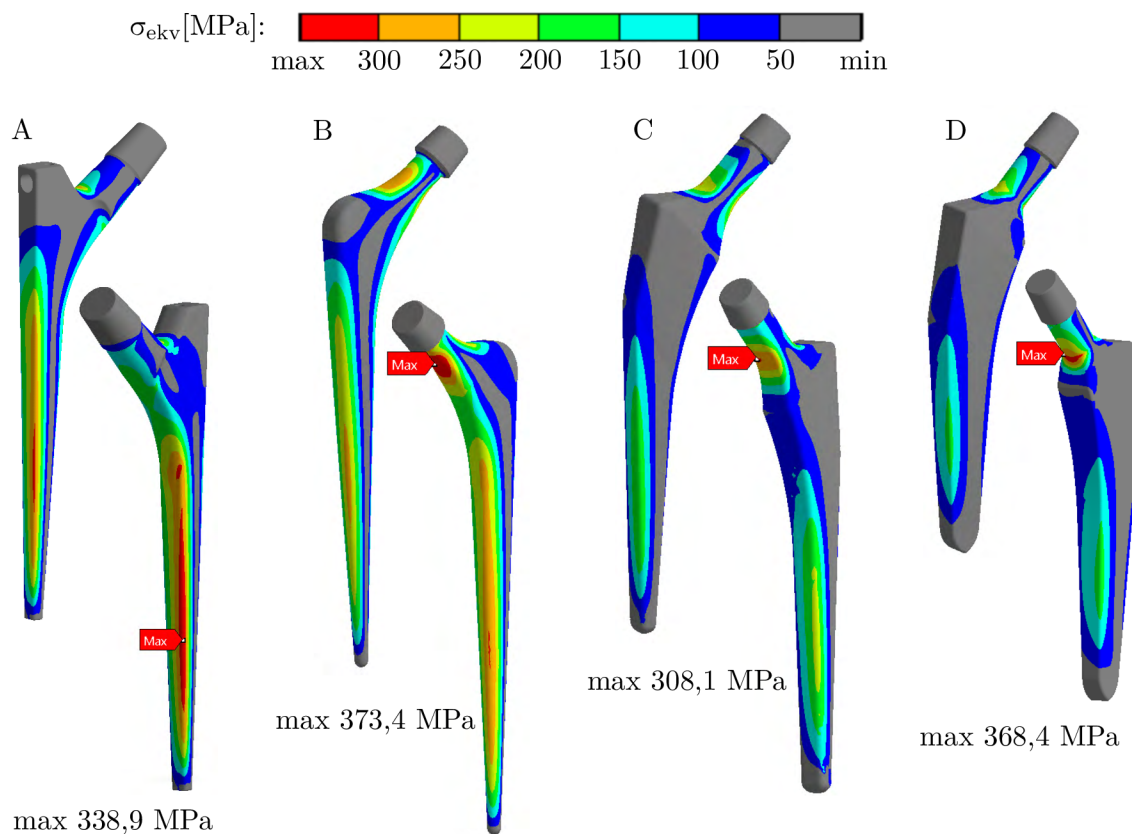 σekv[MPa]:
max 300 250 200 150 100 50 min
A B C D
Max
Max
Max
Max
max 338,9 MPa
max 373,4 MPa
max 308,1 MPa
max 368,4 MPa